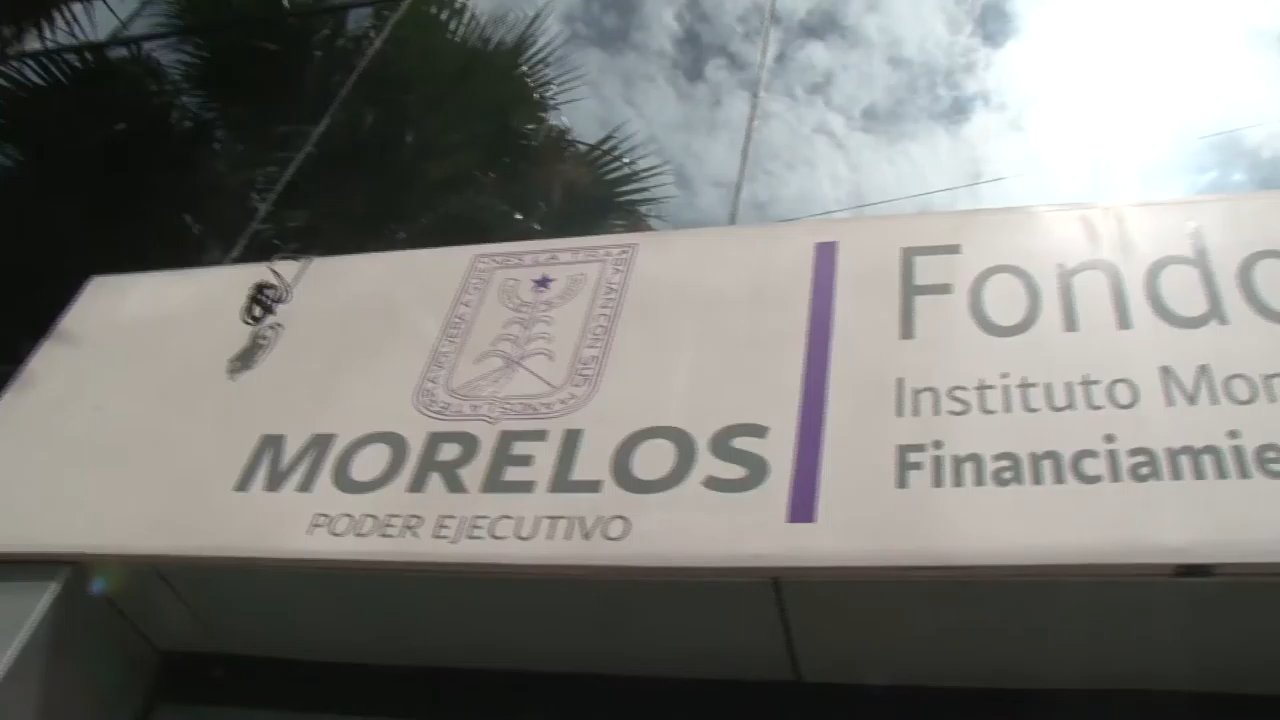 MORELOS
PODER EJECUTIVO
Fondo
Instituto Mor
Financiamie